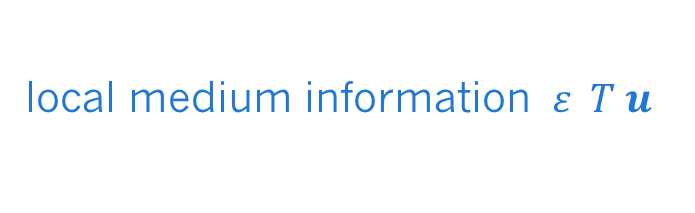 local medium information ε T u